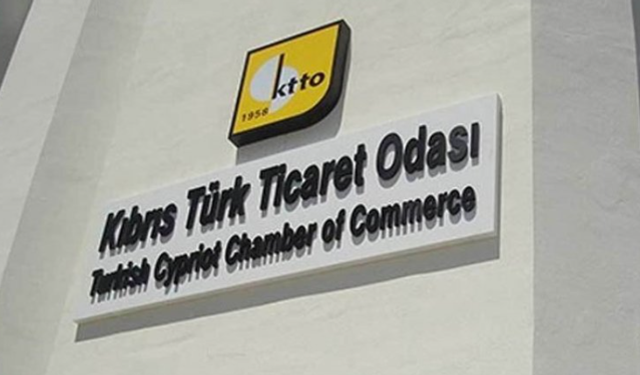 ktto
1958
Kıbrıs Türk Ticaret Odası
Turkish Cypriot Chamber of Commerce